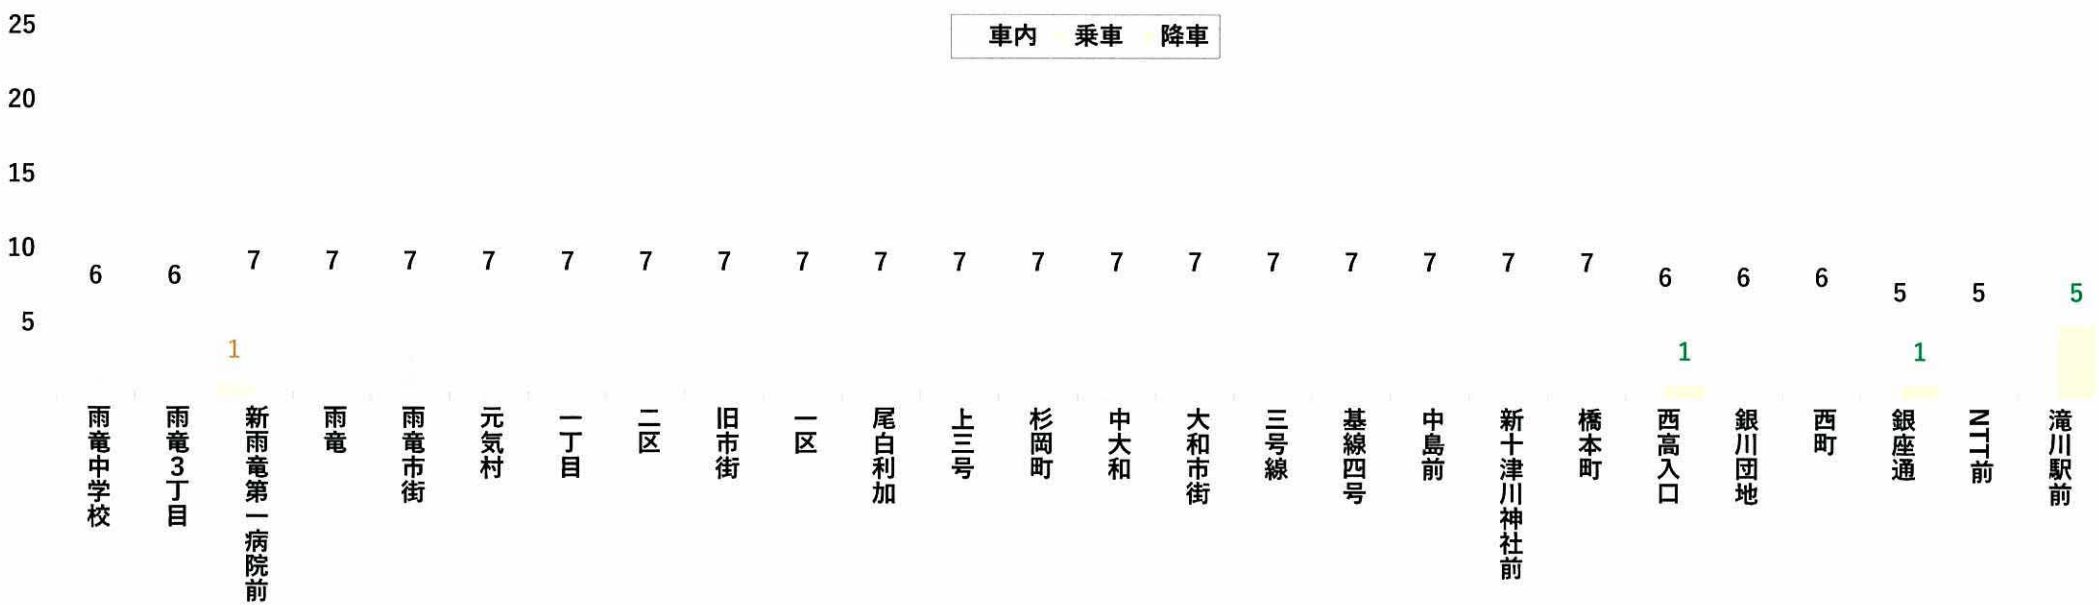 25
20
15
10
5
車内 乗車 降車
6 6 7 7 7 7 7 7 7 7 7 7 7 7 7 7 7 7 7 7 6 6 6 5 5 5
1 1 1
雨竜中学校
雨竜3丁目
新雨竜第一病院前
雨竜
雨竜市街
元気村
一丁目
二区
旧市街
一区
尾白利加
上三号
杉岡町
中大和
大和市街
三号線
基線四号
中島前
新十津川神社前
橋本町
西高入口
銀川団地
西町
銀座通
NTT前
滝川駅前